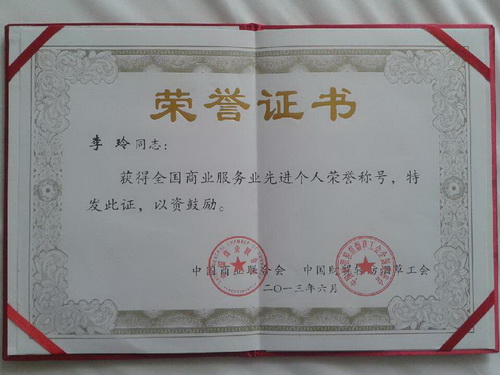 荣誉证书
李玲同志:
获得全国商业服务业先进个人荣誉称号，特
发此证，以资鼓励。
中国商业联合会 中国财贸轻纺烟草工会
二〇一三年六月